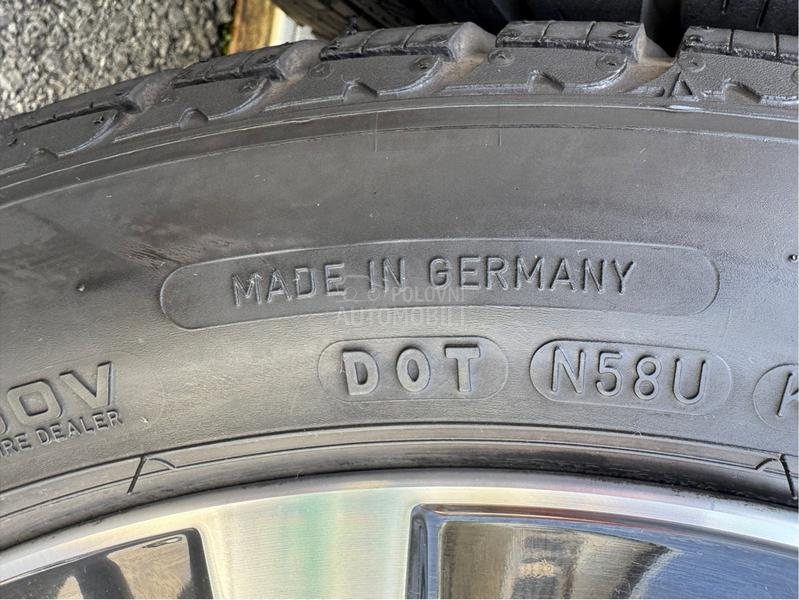 MADE IN GERMANY
POLOVNI
AUTOMOBILI
DOT N58U
DEALER